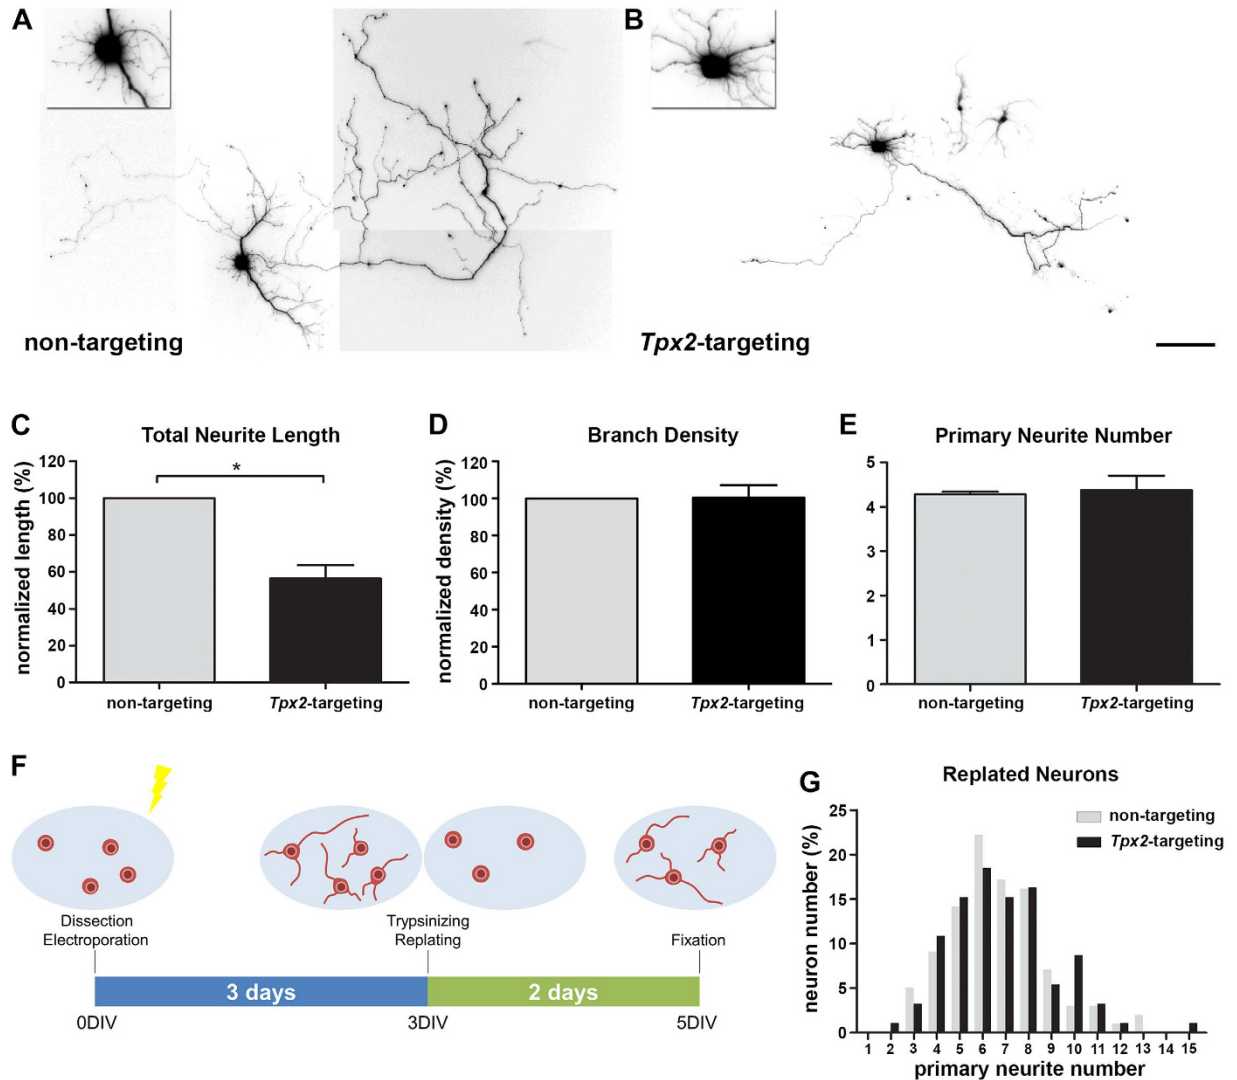 A
B
non-targeting
Tpx2-targeting
C
Total Neurite Length
normalized length (%)
120
100
80
60
40
20
0
*
non-targeting
Tpx2-targeting
D
Branch Density
normalized density (%)
120
100
80
60
40
20
0
non-targeting
Tpx2-targeting
E
Primary Neurite Number
5
4
3
2
1
0
non-targeting
Tpx2-targeting
F
Dissection
Electroporation
Trypsinizing
Replating
Fixation
3 days
2 days
0DIV
3DIV
5DIV
G
Replated Neurons
non-targeting
Tpx2-targeting
neuron number (%)
25
20
15
10
5
0
1 2 3 4 5 6 7 8 9 10 11 12 13 14 15
primary neurite number